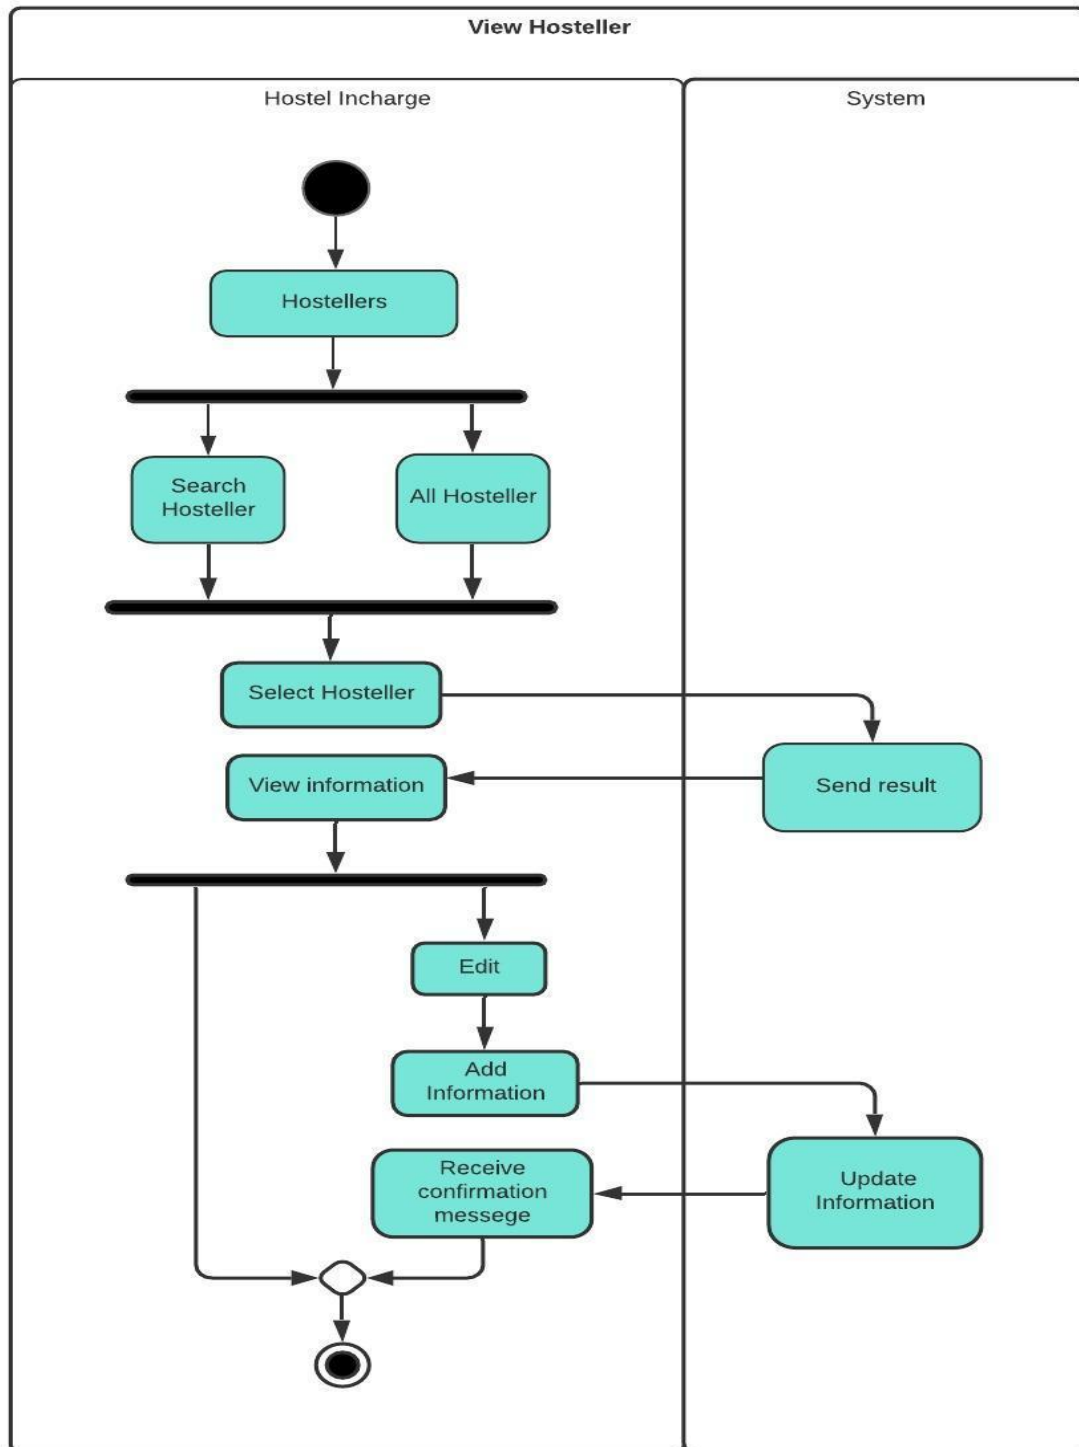 View Hosteller
Hostel Incharge
System
Hostellers
Search
Hosteller
All Hosteller
Select Hosteller
View information
Send result
Edit
Add
Information
Receive
confirmation
messege
Update
Information